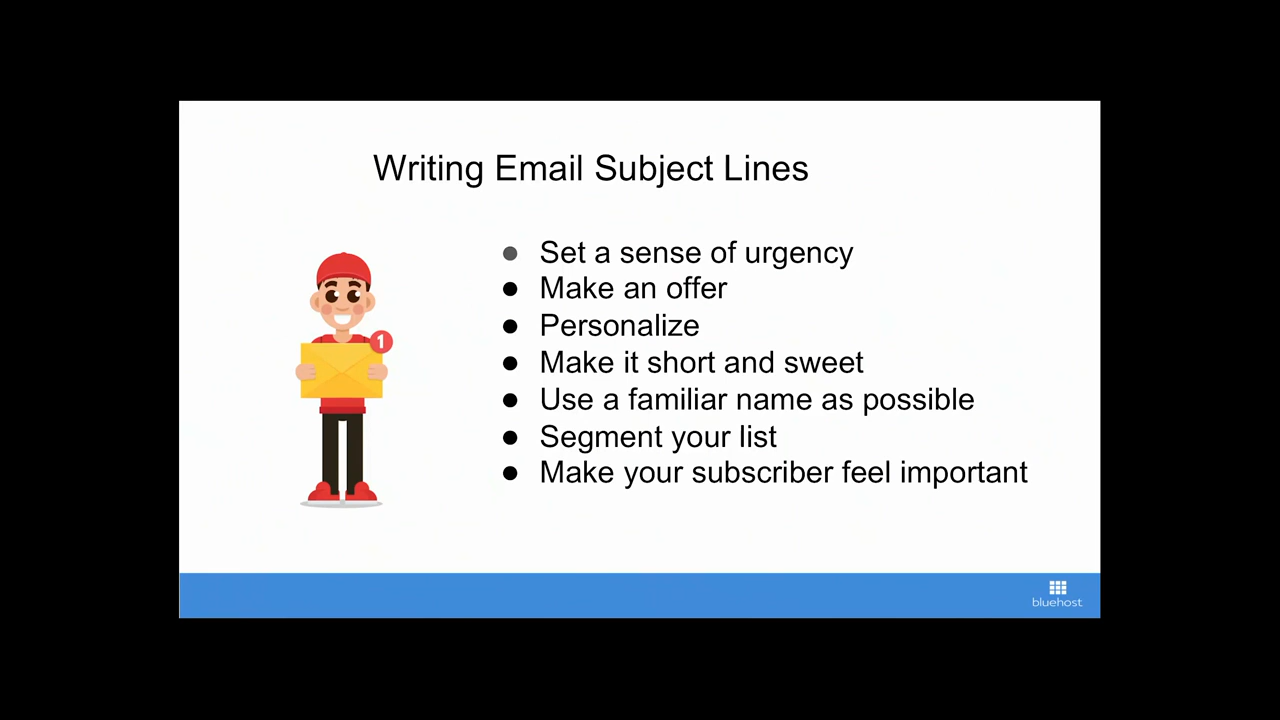 Writing Email Subject Lines
● Set a sense of urgency
● Make an offer
● Personalize
● Make it short and sweet
● Use a familiar name as possible
● Segment your list
● Make your subscriber feel important
1
bluehost